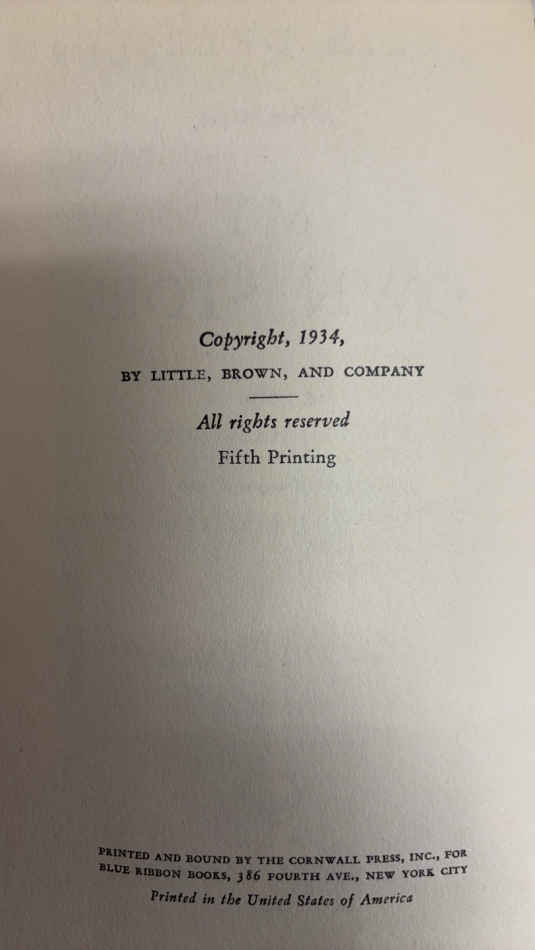 Copyright, 1934,
BY LITTLE, BROWN, AND COMPANY
All rights reserved
Fifth Printing
PRINTED AND BOUND BY THE CORNWALL PRESS, INC., FOR
BLUE RIBBON BOOKS, 386 FOURTH AVE., NEW YORK CITY
Printed in the United States of America